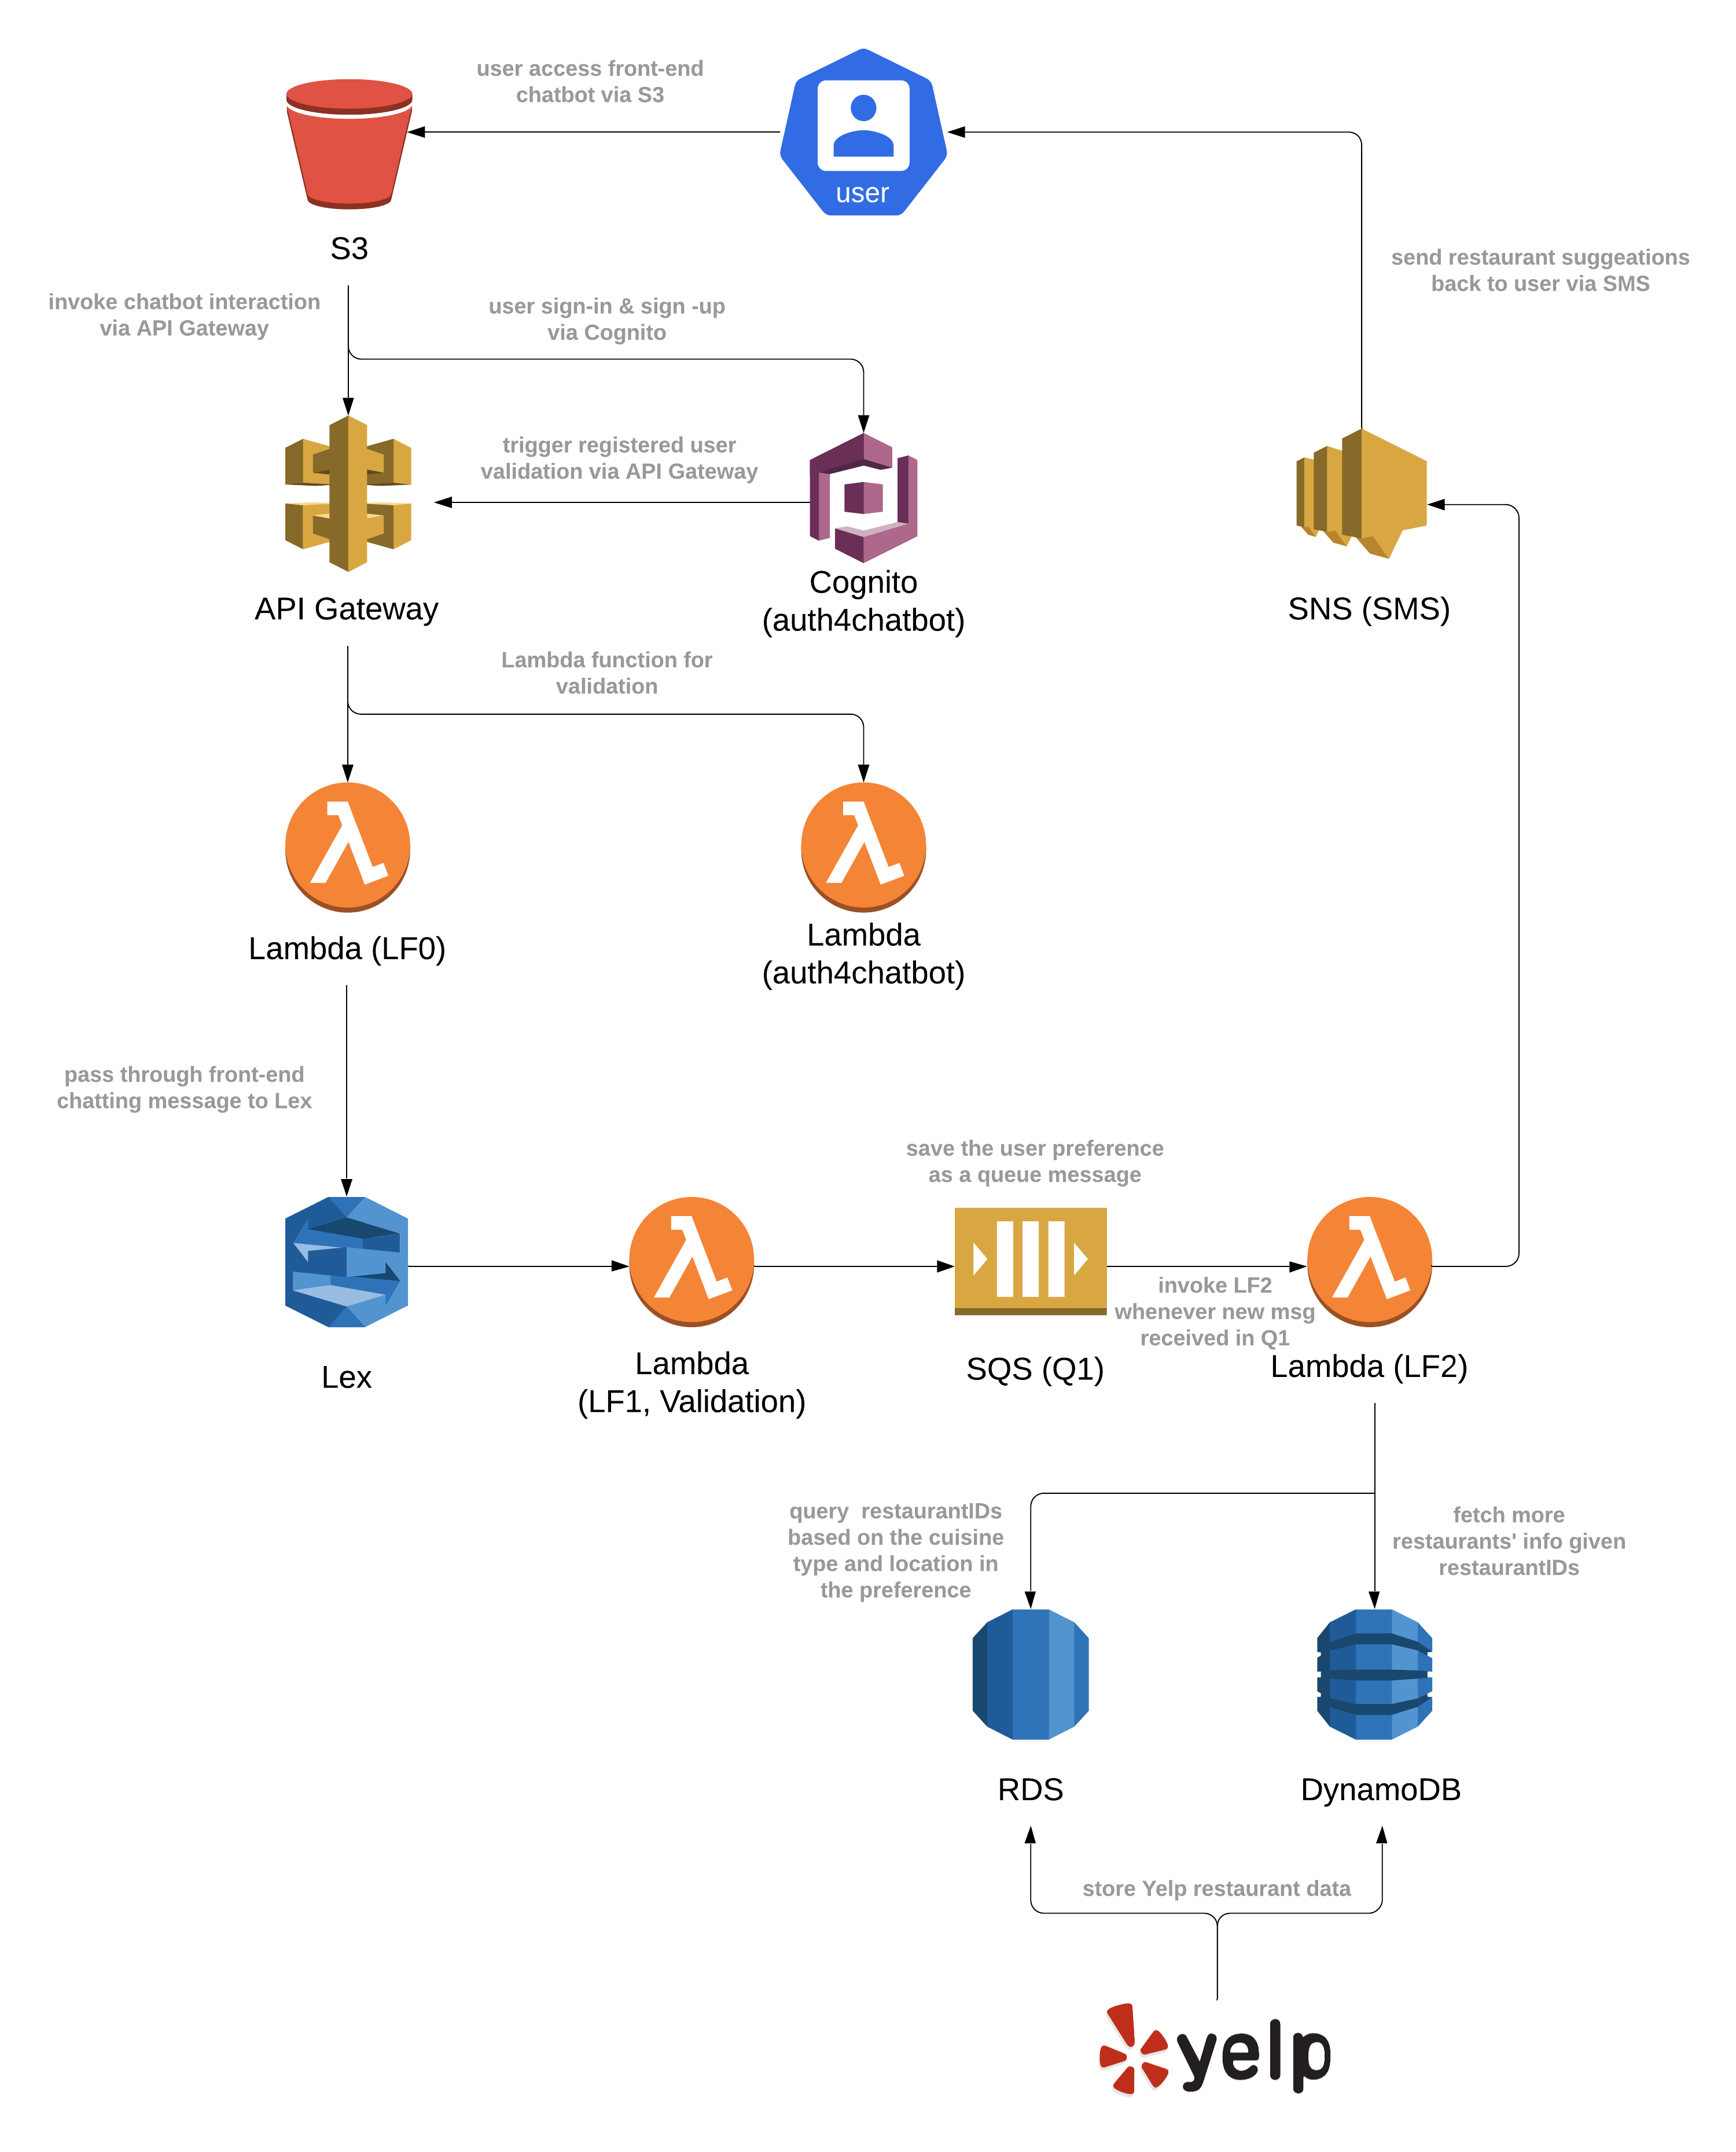 user access front-end
chatbot via S3
user
S3
send restaurant suggeations
back to user via SMS
invoke chatbot interaction
via API Gateway
user sign-in & sign -up
via Cognito
trigger registered user
validation via API Gateway
API Gateway
Cognito
(auth4chatbot)
SNS (SMS)
Lambda function for
validation
Lambda (LF0)
Lambda
(auth4chatbot)
pass through front-end
chatting message to Lex
save the user preference
as a queue message
invoke LF2
whenever new msg
received in Q1
Lex
Lambda
(LF1, Validation)
SQS (Q1)
Lambda (LF2)
query  restaurantIDs
based on the cuisine
type and location in
the preference
fetch more
restaurants' info given
restaurantIDs
RDS
DynamoDB
store Yelp restaurant data
yelp